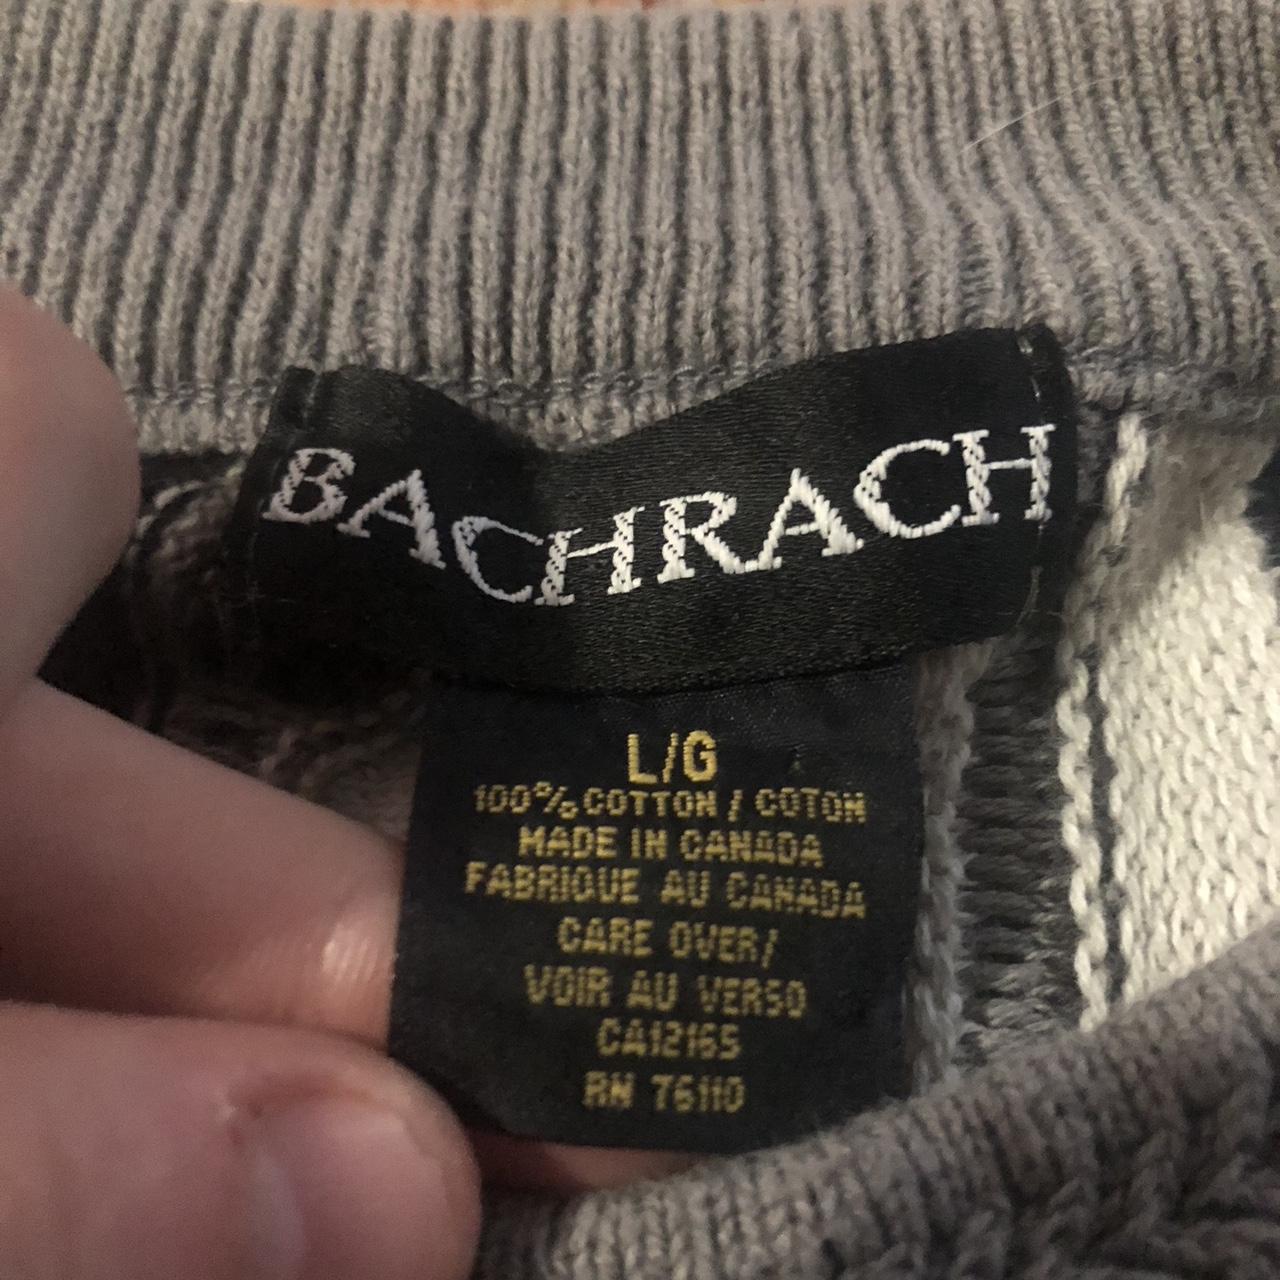 BACHRACH
L/G
100% COTTON / COTON
MADE IN CANADA
FABRIQUE AU CANADA
CARE OVER/
VOIR AU VERSO
CA12165
RN 76110